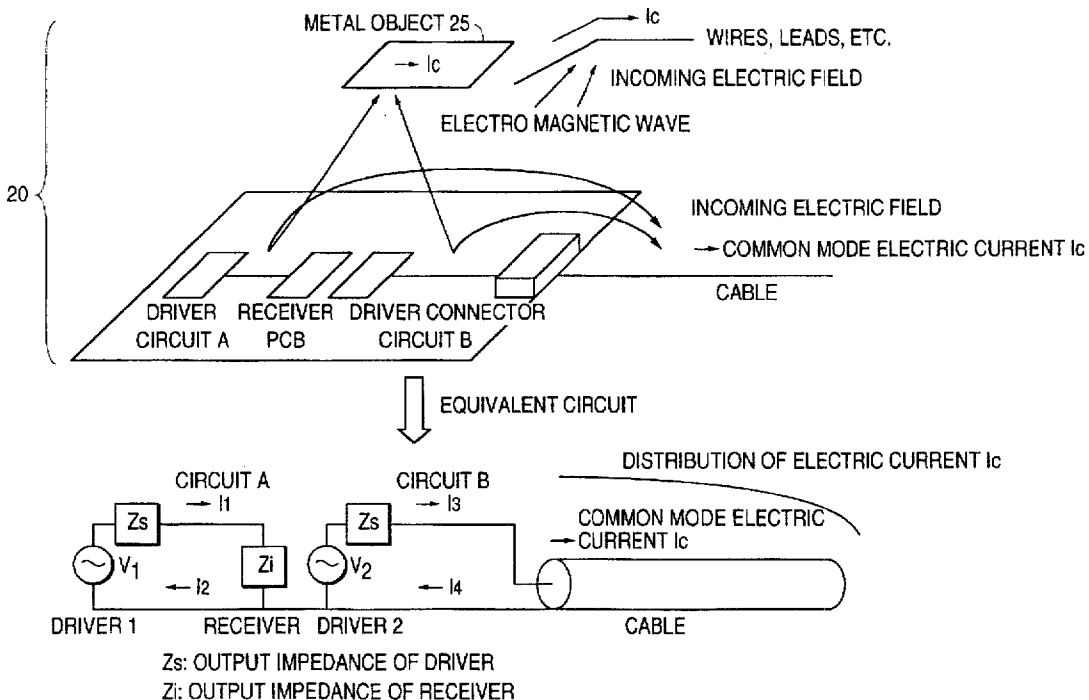 METAL OBJECT 25
Ic
Ic
WIRES, LEADS, ETC.
INCOMING ELECTRIC FIELD
ELECTRO MAGNETIC WAVE
20
INCOMING ELECTRIC FIELD
COMMON MODE ELECTRIC CURRENT Ic
CABLE
DRIVER RECEIVER DRIVER CONNECTOR
CIRCUIT A PCB CIRCUIT B
EQUIVALENT CIRCUIT
DISTRIBUTION OF ELECTRIC CURRENT Ic
CIRCUIT A CIRCUIT B
Zs I1 Zs I3
COMMON MODE ELECTRIC
CURRENT Ic
V1 Zi V2
I2 I4
DRIVER 1 RECEIVER DRIVER 2 CABLE
Zs: OUTPUT IMPEDANCE OF DRIVER
Zi: OUTPUT IMPEDANCE OF RECEIVER